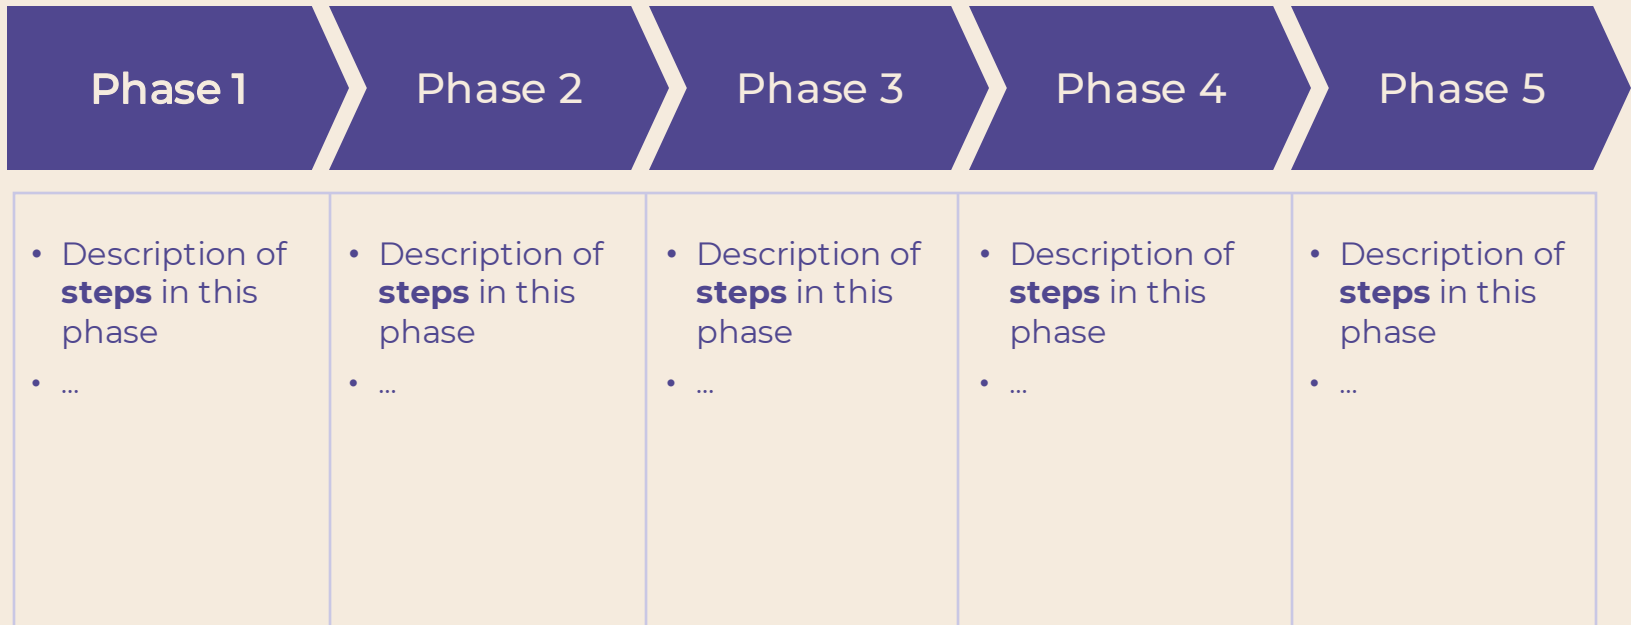 Phase 1
Phase 2
Phase 3
Phase 4
Phase 5
• Description of
steps in this
phase
• ...
• Description of
steps in this
phase
• ...
• Description of
steps in this
phase
• ...
• Description of
steps in this
phase
• ...
• Description of
steps in this
phase
• ...